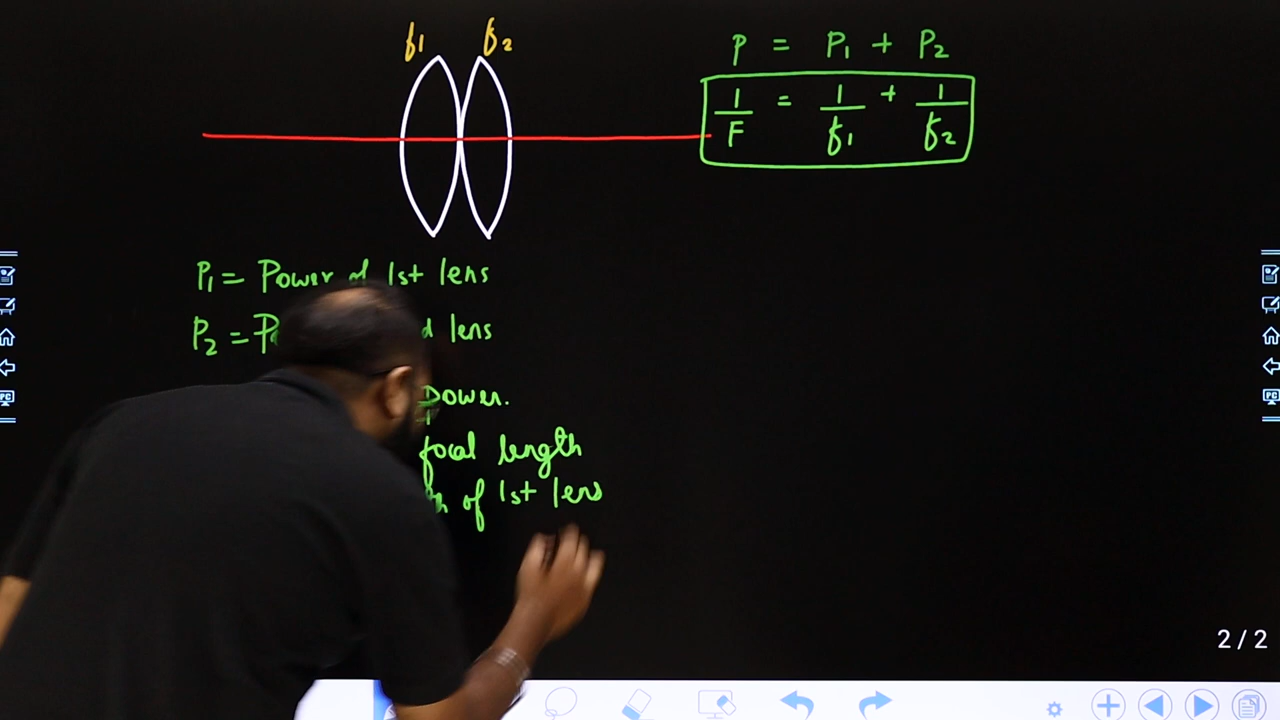 f1 f2
P = P1 + P2
1/F = 1/f1 + 1/f2
P1 = Power of 1st lens
P2 = lens
power.
focal length
of 1st lens
2 / 2